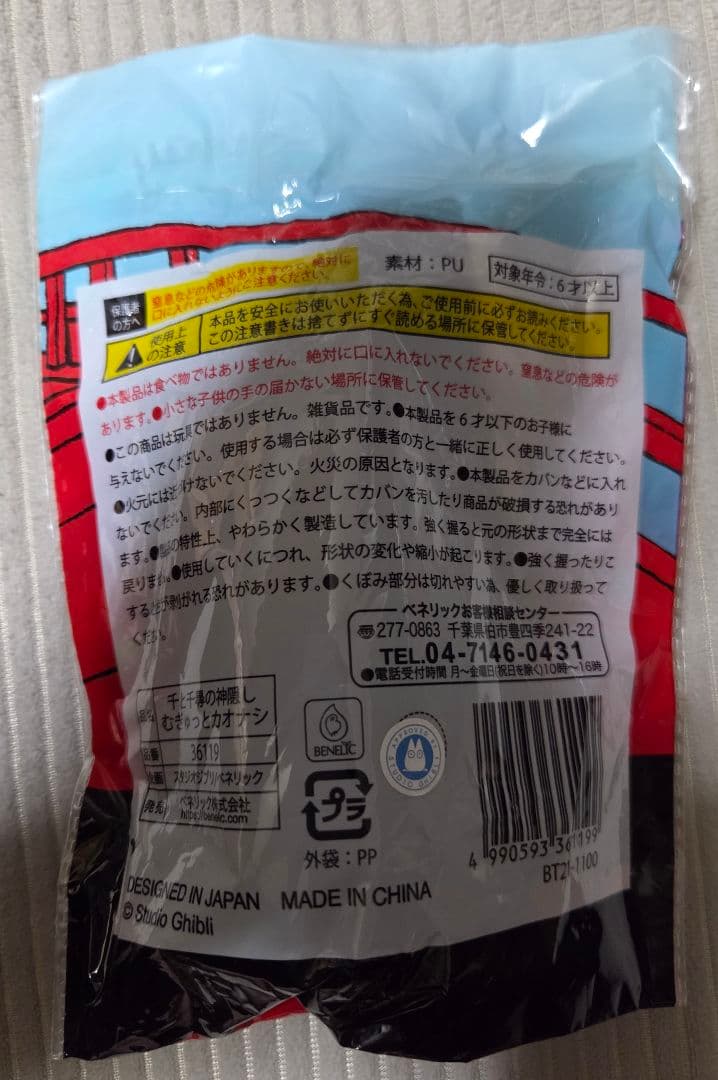 保護者
の方へ
窒息などの危険がありますので、絶対に
口に入れないようにご注意ください。
素材：PU
対象年令：6才以上
使用上
の注意
本品を安全にお使いいただく為、ご使用前に必ずお読みください。
この注意書きは捨てずにすぐ読める場所に保管してください。
●本製品は食べ物ではありません。絶対に口に入れないでください。窒息などの危険が
あります。●小さな子供の手の届かない場所に保管してください。
●この商品は玩具ではありません。雑貨品です。●本製品を6才以下のお子様に
与えないでください。使用する場合は必ず保護者の方と一緒に正しく使用してください。
●火元には近づけないでください。火災の原因となります。●本製品をカバンなどに入れ
ないでください。内部にくっつくなどしてカバンを汚したり商品が破損する恐れがあり
ます。●の特性上、やわらかく製造しています。強く握ると元の形状まで完全には
戻りません。●使用していくにつれ、形状の変化や縮小が起こります。●強く握ったりこ
するとが剥がれる恐れがあります。●くぼみ部分は切れやすい為、優しく取り扱って
ください。
ベネリックお客様相談センター
〒277-0863 千葉県柏市豊四季241-22
TEL.04-7146-0431
●電話受付時間 月〜金曜日(祝日を除く)10時〜16時
品名 千と千尋の神隠し
むぎゅっとカオナシ
品番 36119
企画 スタジオジブリ/ベネリック
発売 ベネリック株式会社
https://benelic.com
BENELIC
プラ
外袋：PP
APPROVED BY STUDIO GHIBLI
4 990593 361199
BT21-1100
DESIGNED IN JAPAN MADE IN CHINA
© Studio Ghibli